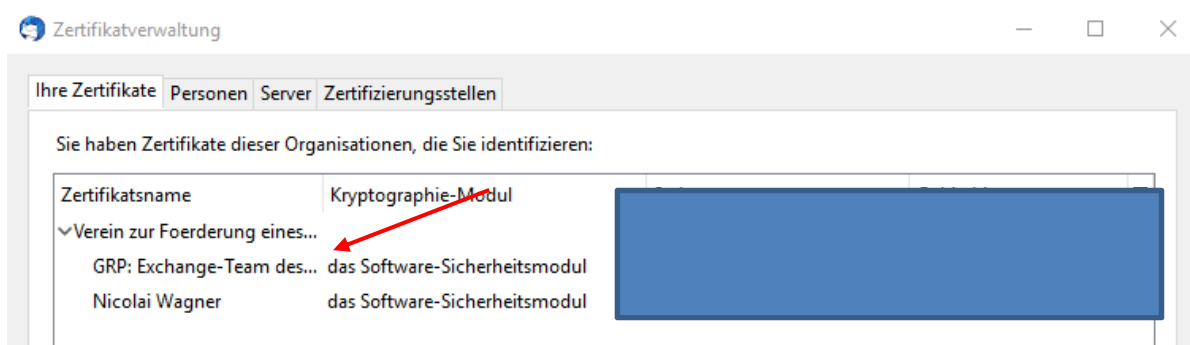 Zertifikatverwaltung
Ihre Zertifikate Personen Server Zertifizierungsstellen
Sie haben Zertifikate dieser Organisationen, die Sie identifizieren:
Zertifikatsname Kryptographie-Modul
Verein zur Foerderung eines...
GRP: Exchange-Team des... das Software-Sicherheitsmodul
Nicolai Wagner das Software-Sicherheitsmodul